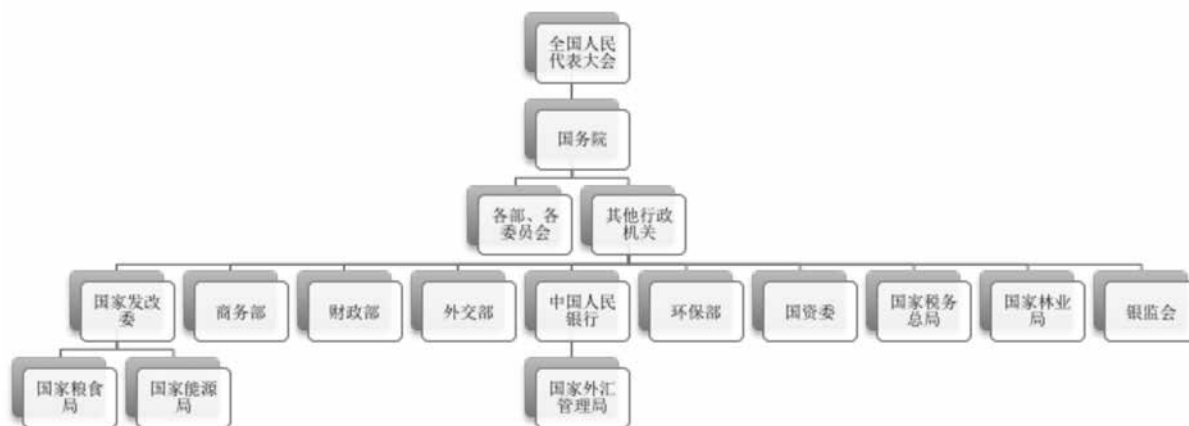 全国人民
代表大会
国务院
各部、各
委员会
其他行政
机关
国家发改
委
商务部
财政部
外交部
中国人民
银行
环保部
国资委
国家税务
总局
国家林业
局
银监会
国家粮食
局
国家能源
局
国家外汇
管理局